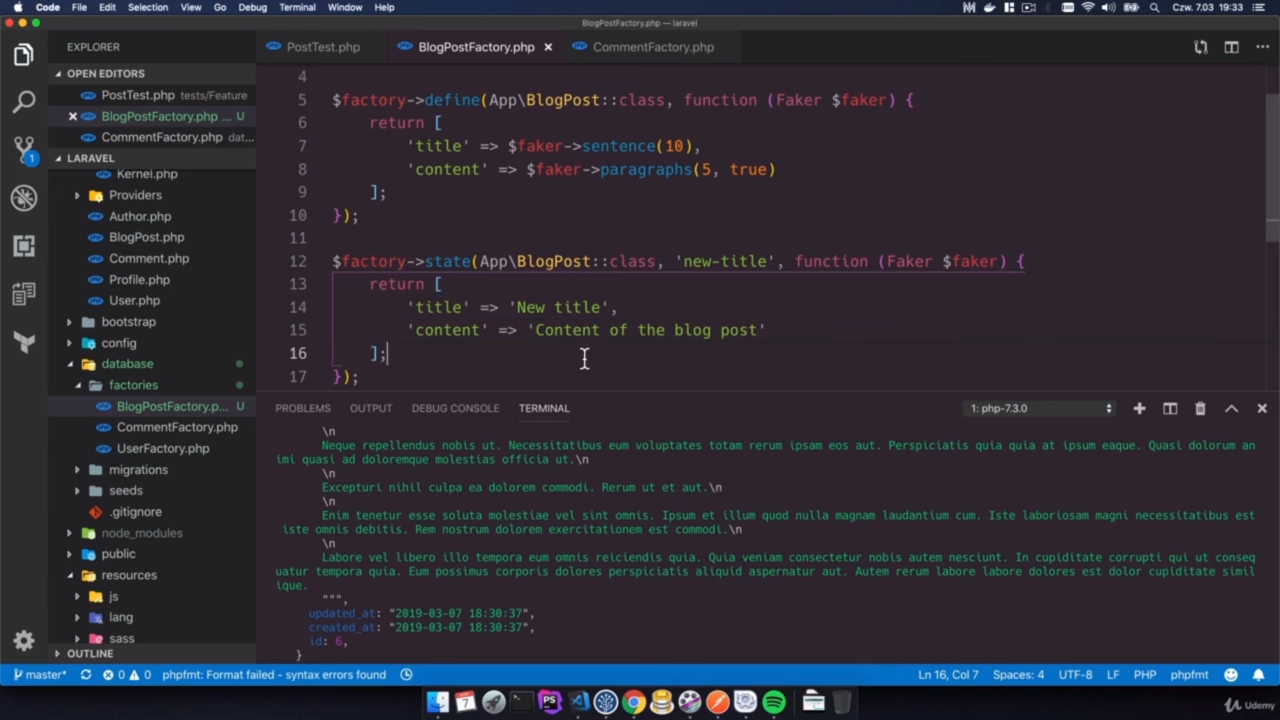 Code File Edit Selection View Go Debug Terminal Window Help Czw. 7.03 19:33
BlogPostFactory.php — laravel
EXPLORER
OPEN EDITORS
PostTest.php tests/Feature
BlogPostFactory.php ... U
CommentFactory.php dat...
LARAVEL
Kernel.php
Providers
Author.php
BlogPost.php
Comment.php
Profile.php
User.php
bootstrap
config
database
factories
BlogPostFactory.p... U
CommentFactory.php
UserFactory.php
migrations
seeds
.gitignore
node_modules
public
resources
js
lang
sass
OUTLINE
1
PostTest.php BlogPostFactory.php CommentFactory.php
4
5 $factory->define(App\BlogPost::class, function (Faker $faker) {
6 return [
7 'title' => $faker->sentence(10),
8 'content' => $faker->paragraphs(5, true)
9 ];
10 });
11
12 $factory->state(App\BlogPost::class, 'new-title', function (Faker $faker) {
13 return [
14 'title' => 'New title',
15 'content' => 'Content of the blog post'
16 ];
17 });
PROBLEMS OUTPUT DEBUG CONSOLE TERMINAL 1: php-7.3.0
\n
Neque repellendus nobis ut. Necessitatibus eum voluptates totam rerum ipsam eos aut. Perspiciatis quia quia at ipsum eaque. Quasi dolorum an
imi quasi ad doloremque molestias officia ut.\n
\n
Excepturi nihil culpa ea dolorem commodi. Rerum ut et aut.\n
\n
Enim tenetur esse soluta molestiae vel sint omnis. Ipsum et illum quod nulla magnam laudantium cum. Iste laboriosam magni necessitatibus est
iste omnis debitis. Rem nostrum dolorem exercitationem est commodi.\n
\n
Labore vel libero illo tempora eum omnis reiciendis quia. Quia veniam consectetur nobis autem nesciunt. In cupiditate corrupti qui ut conseq
uatur tempora quia. Eum possimus corporis dolores perspiciatis aliquid aspernatur aut. Autem rerum labore labore dolores est dolor cupiditate simil
ique.
""",
updated_at: "2019-03-07 18:30:37",
created_at: "2019-03-07 18:30:37",
id: 6,
}
master* 0 0 phpfmt: Format failed - syntax errors found Ln 16, Col 7 Spaces: 4 UTF-8 LF PHP phpfmt
7 PS
Udemy